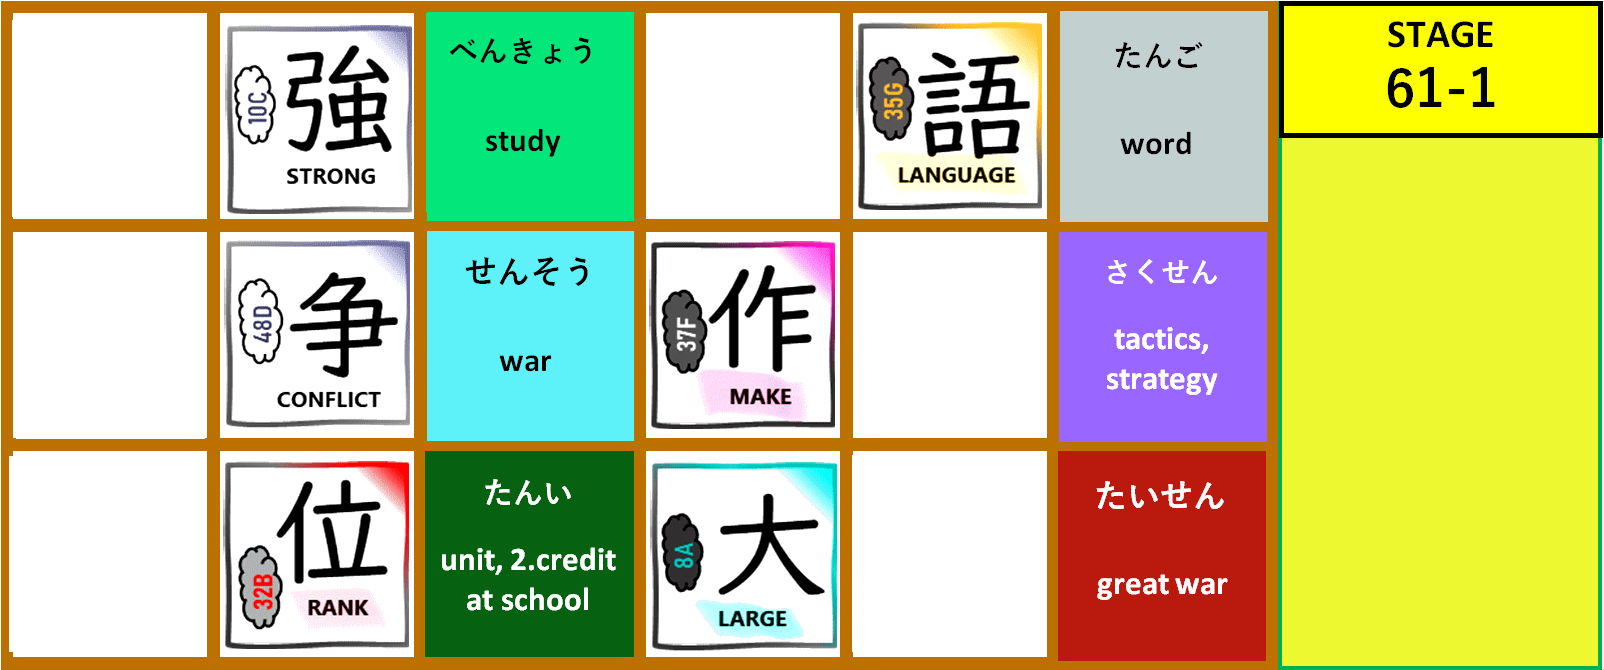 10C
強
STRONG
べんきょう
study
35G
語
LANGUAGE
たんご
word
STAGE
61-1
48D
争
CONFLICT
せんそう
war
37F
作
MAKE
さくせん
tactics,
strategy
32B
位
RANK
たんい
unit, 2.credit
at school
8A
大
LARGE
たいせん
great war